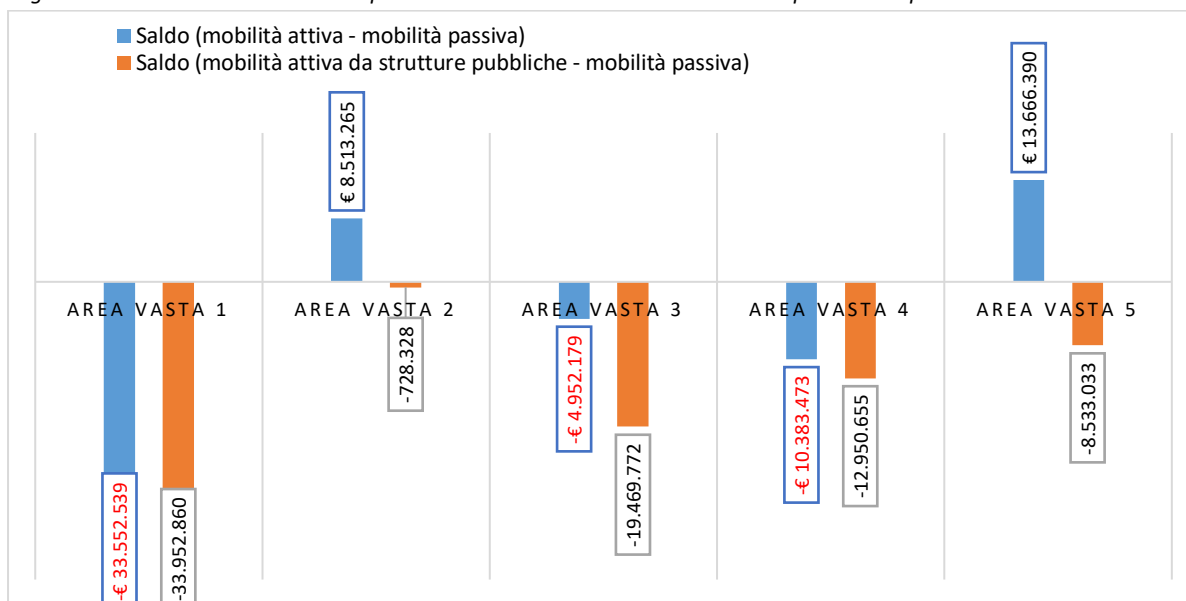 Saldo (mobilità attiva - mobilità passiva)
Saldo (mobilità attiva da strutture pubbliche - mobilità passiva)
€ 8.513.265
€ 13.666.390
AREA VASTA 1
AREA VASTA 2
AREA VASTA 3
AREA VASTA 4
AREA VASTA 5
-€ 33.552.539
-33.952.860
-728.328
-€ 4.952.179
-19.469.772
-€ 10.383.473
-12.950.655
-8.533.033